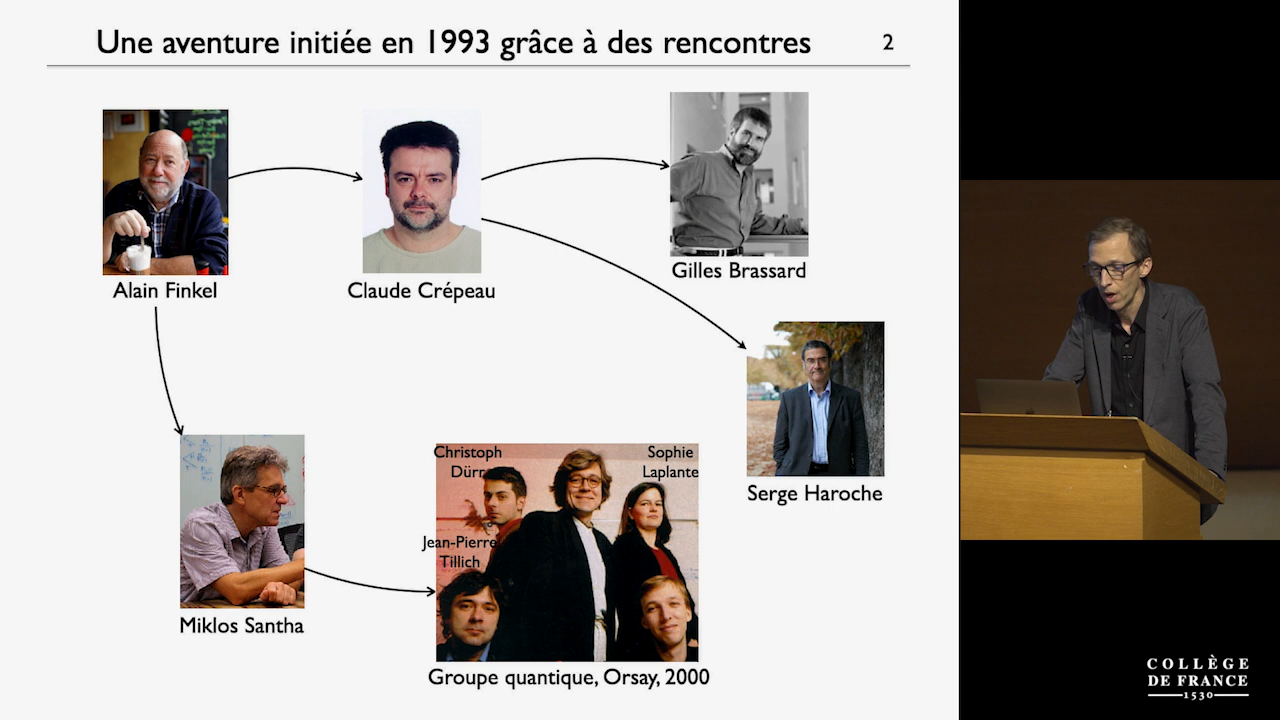 Une aventure initiée en 1993 grâce à des rencontres
2
Alain Finkel
Claude Crépeau
Gilles Brassard
Serge Haroche
Miklos Santha
Christoph
Dürr
Sophie
Laplante
Jean-Pierre
Tillich
Groupe quantique, Orsay, 2000
COLLÈGE
DE FRANCE
1530